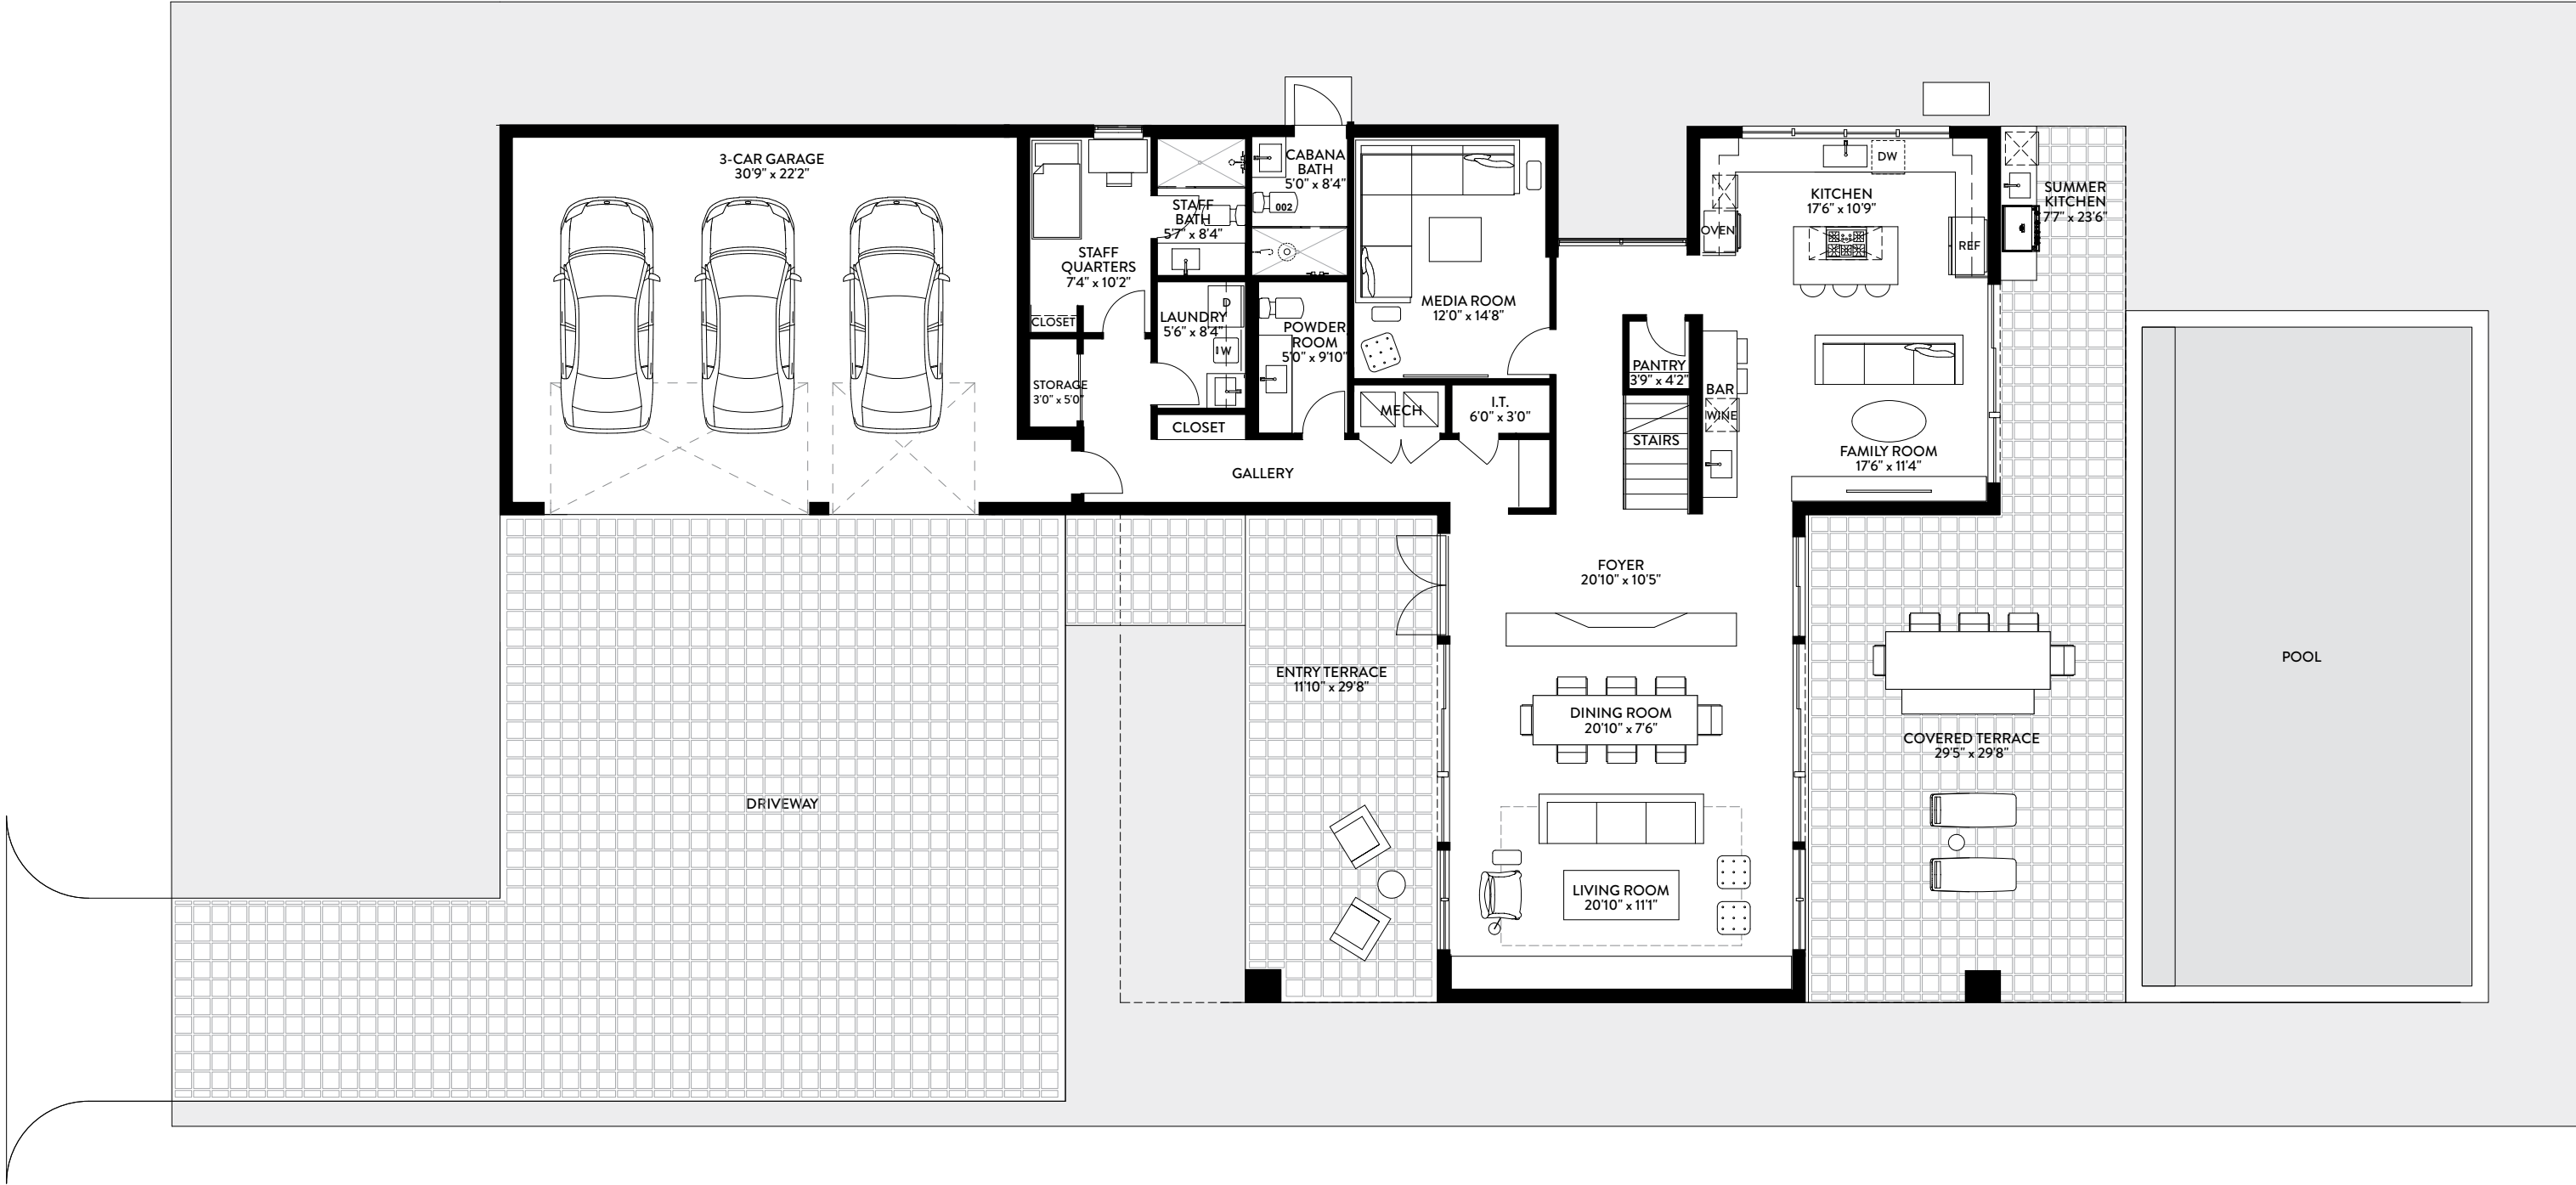 3-CAR GARAGE
30'9" x 22'2"
STAFF
QUARTERS
7'4" x 10'2"
CLOSET
STORAGE
3'0" x 5'0"
STAFF
BATH
5'7" x 8'4"
LAUNDRY
5'6" x 8'4"
D
W
CLOSET
CABANA
BATH
5'0" x 8'4"
002
POWDER
ROOM
5'0" x 9'10"
MEDIA ROOM
12'0" x 14'8"
MECH
I.T.
6'0" x 3'0"
GALLERY
PANTRY
3'9" x 4'2"
STAIRS
BAR
WINE
OVEN
DW
KITCHEN
17'6" x 10'9"
REF
SUMMER
KITCHEN
7'7" x 23'6"
FAMILY ROOM
17'6" x 11'4"
FOYER
20'10" x 10'5"
ENTRY TERRACE
11'10" x 29'8"
DINING ROOM
20'10" x 7'6"
COVERED TERRACE
29'5" x 29'8"
POOL
DRIVEWAY
LIVING ROOM
20'10" x 11'1"